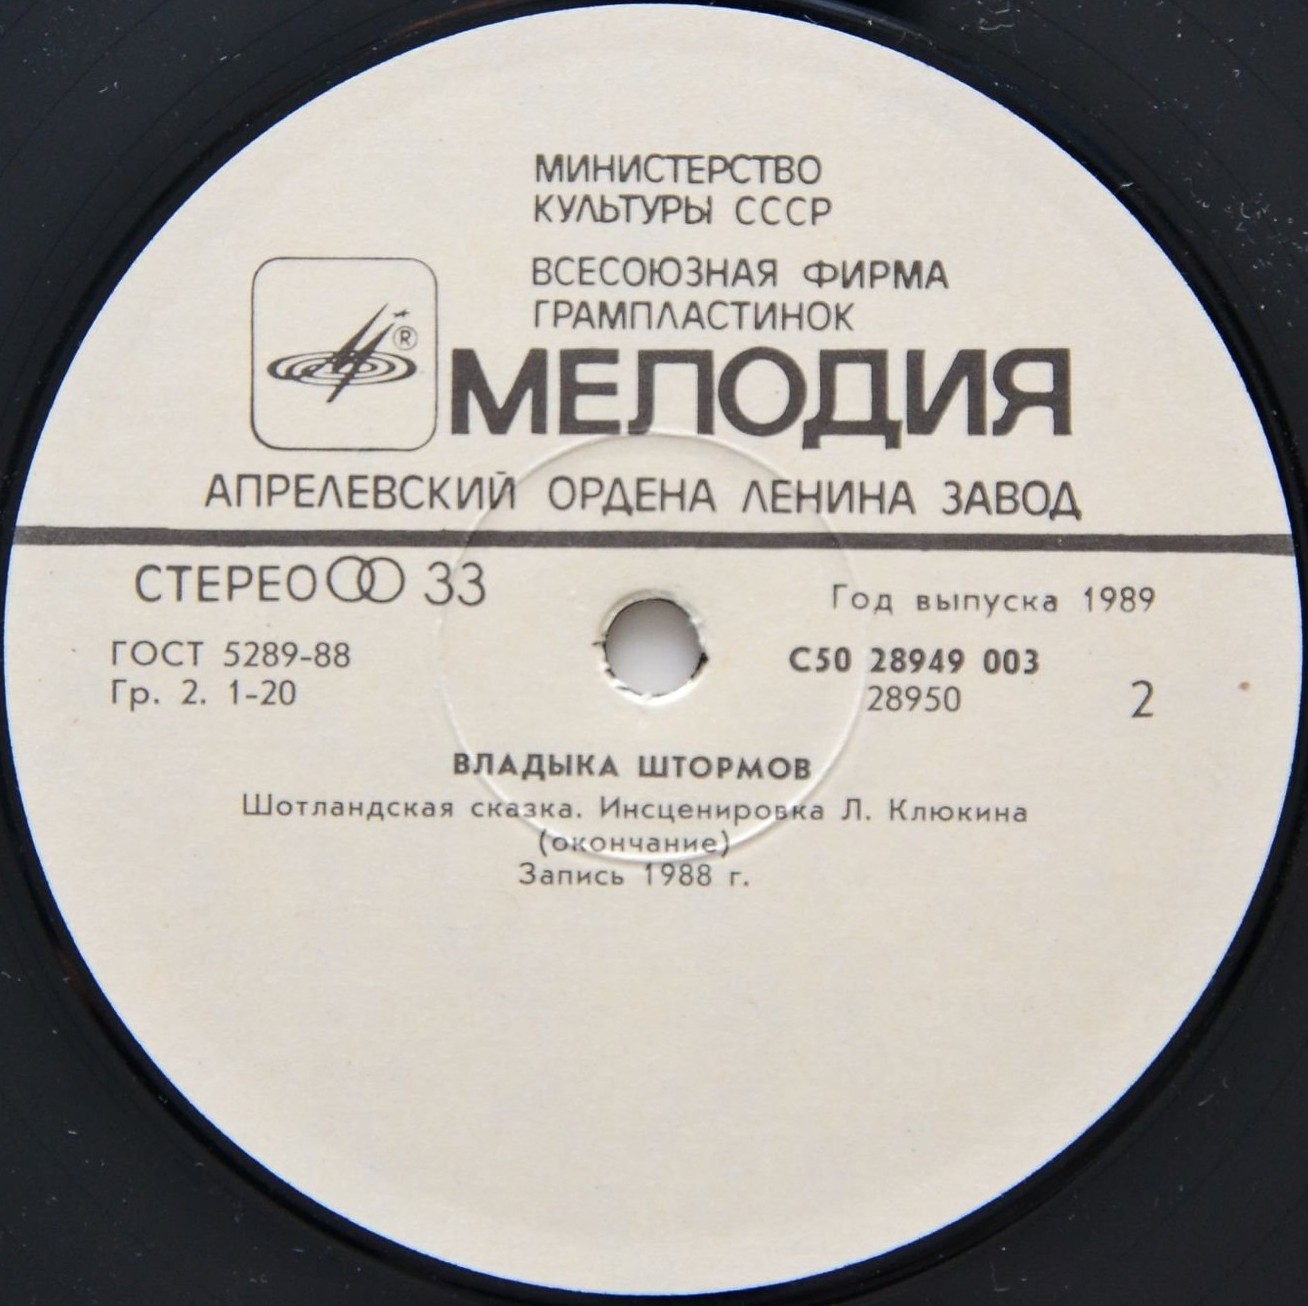 МИНИСТЕРСТВО
КУЛЬТУРЫ СССР
ВСЕСОЮЗНАЯ ФИРМА
ГРАМПЛАСТИНОК
®
МЕЛОДИЯ
АПРЕЛЕВСКИЙ ОРДЕНА ЛЕНИНА ЗАВОД
СТЕРЕО 33
Год выпуска 1989
ГОСТ 5289-88
С50 28949 003
Гр. 2. 1-20
28950
2
ВЛАДЫКА ШТОРМОВ
Шотландская сказка. Инсценировка Л. Клюкина
(окончание)
Запись 1988 г.